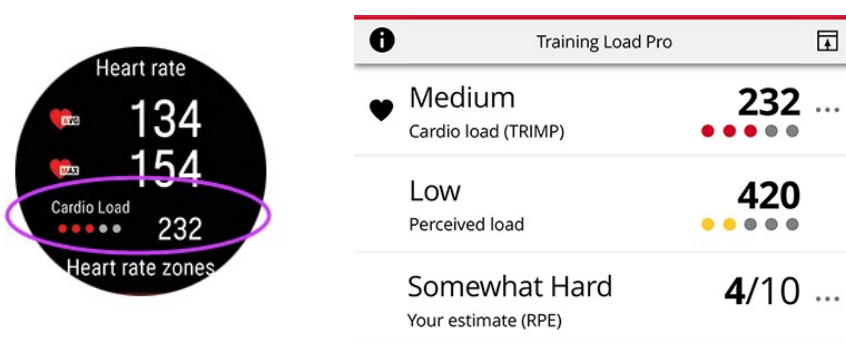 Heart rate
AVG 134
MAX 154
Cardio Load
232
Heart rate zones
Training Load Pro
Medium 232
Cardio load (TRIMP)
Low 420
Perceived load
Somewhat Hard 4/10
Your estimate (RPE)